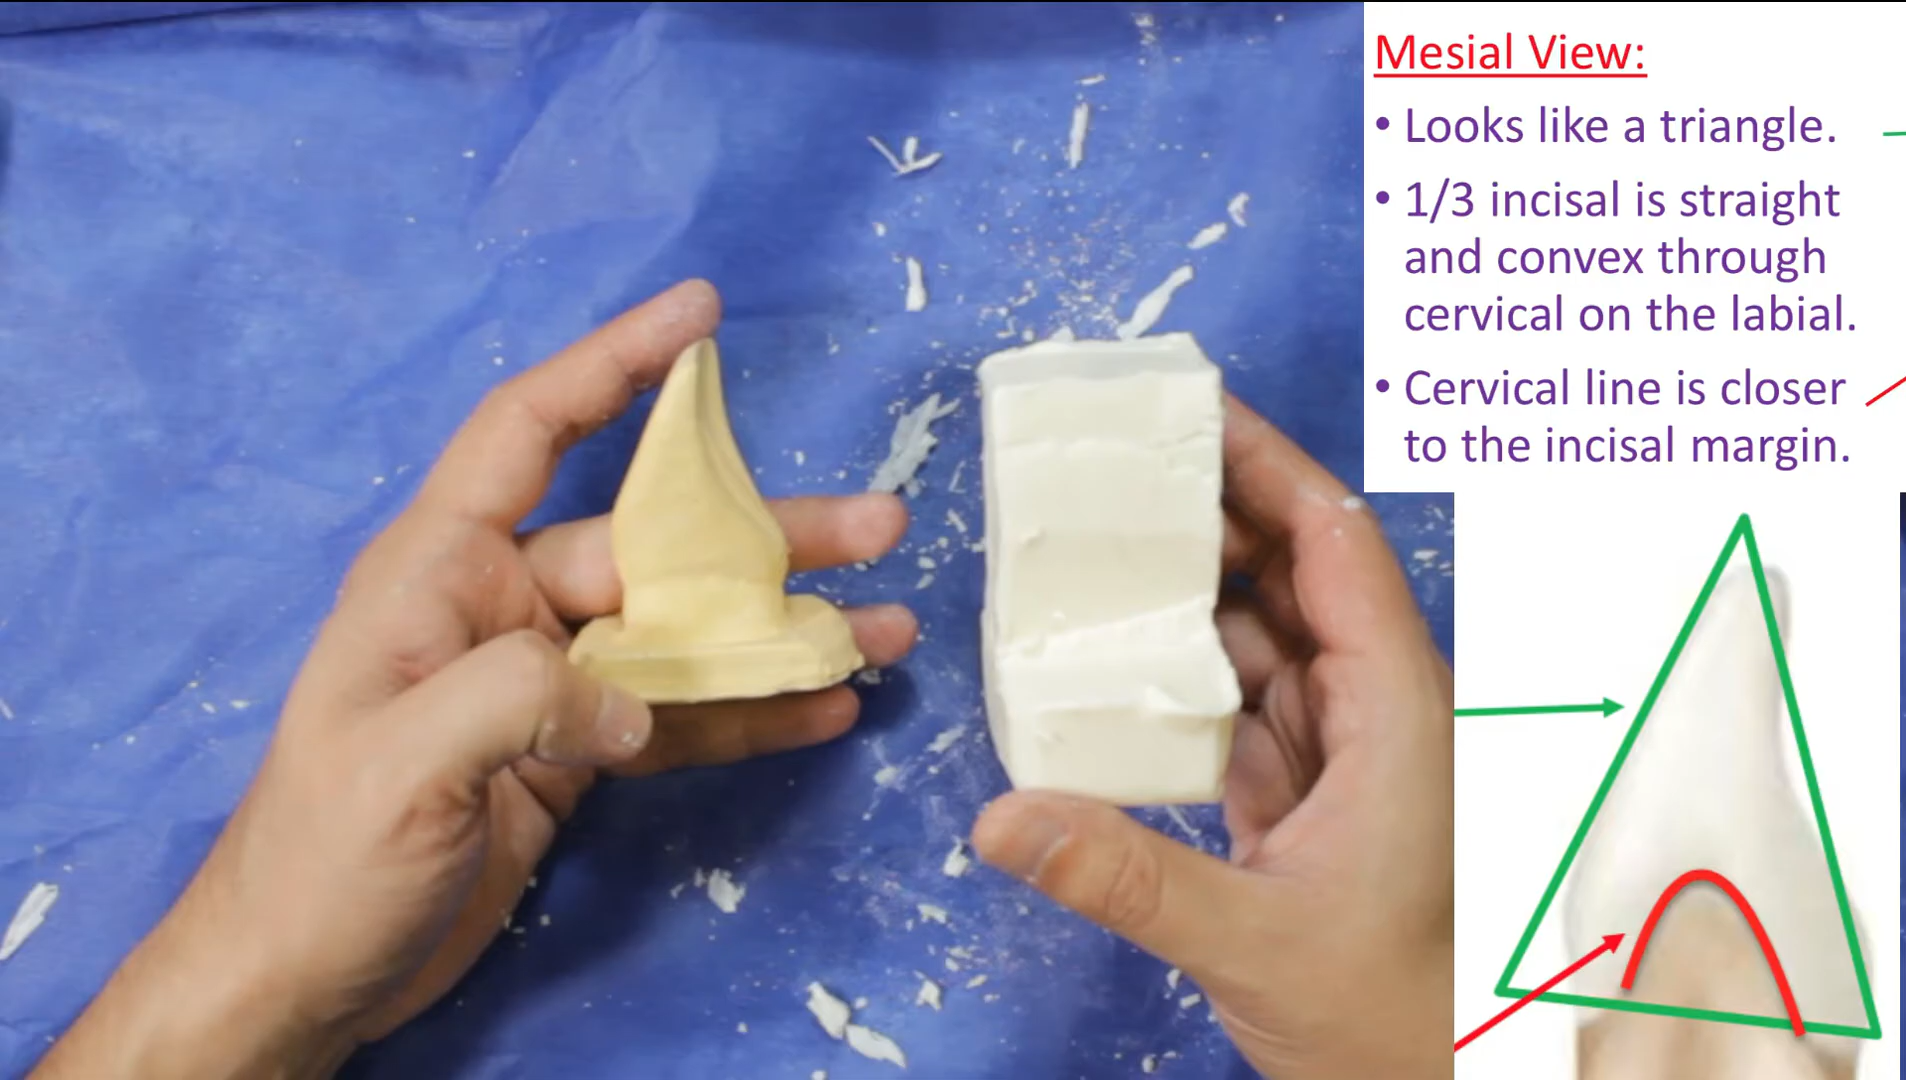 Mesial View:
• Looks like a triangle.
• 1/3 incisal is straight
and convex through
cervical on the labial.
• Cervical line is closer
to the incisal margin.